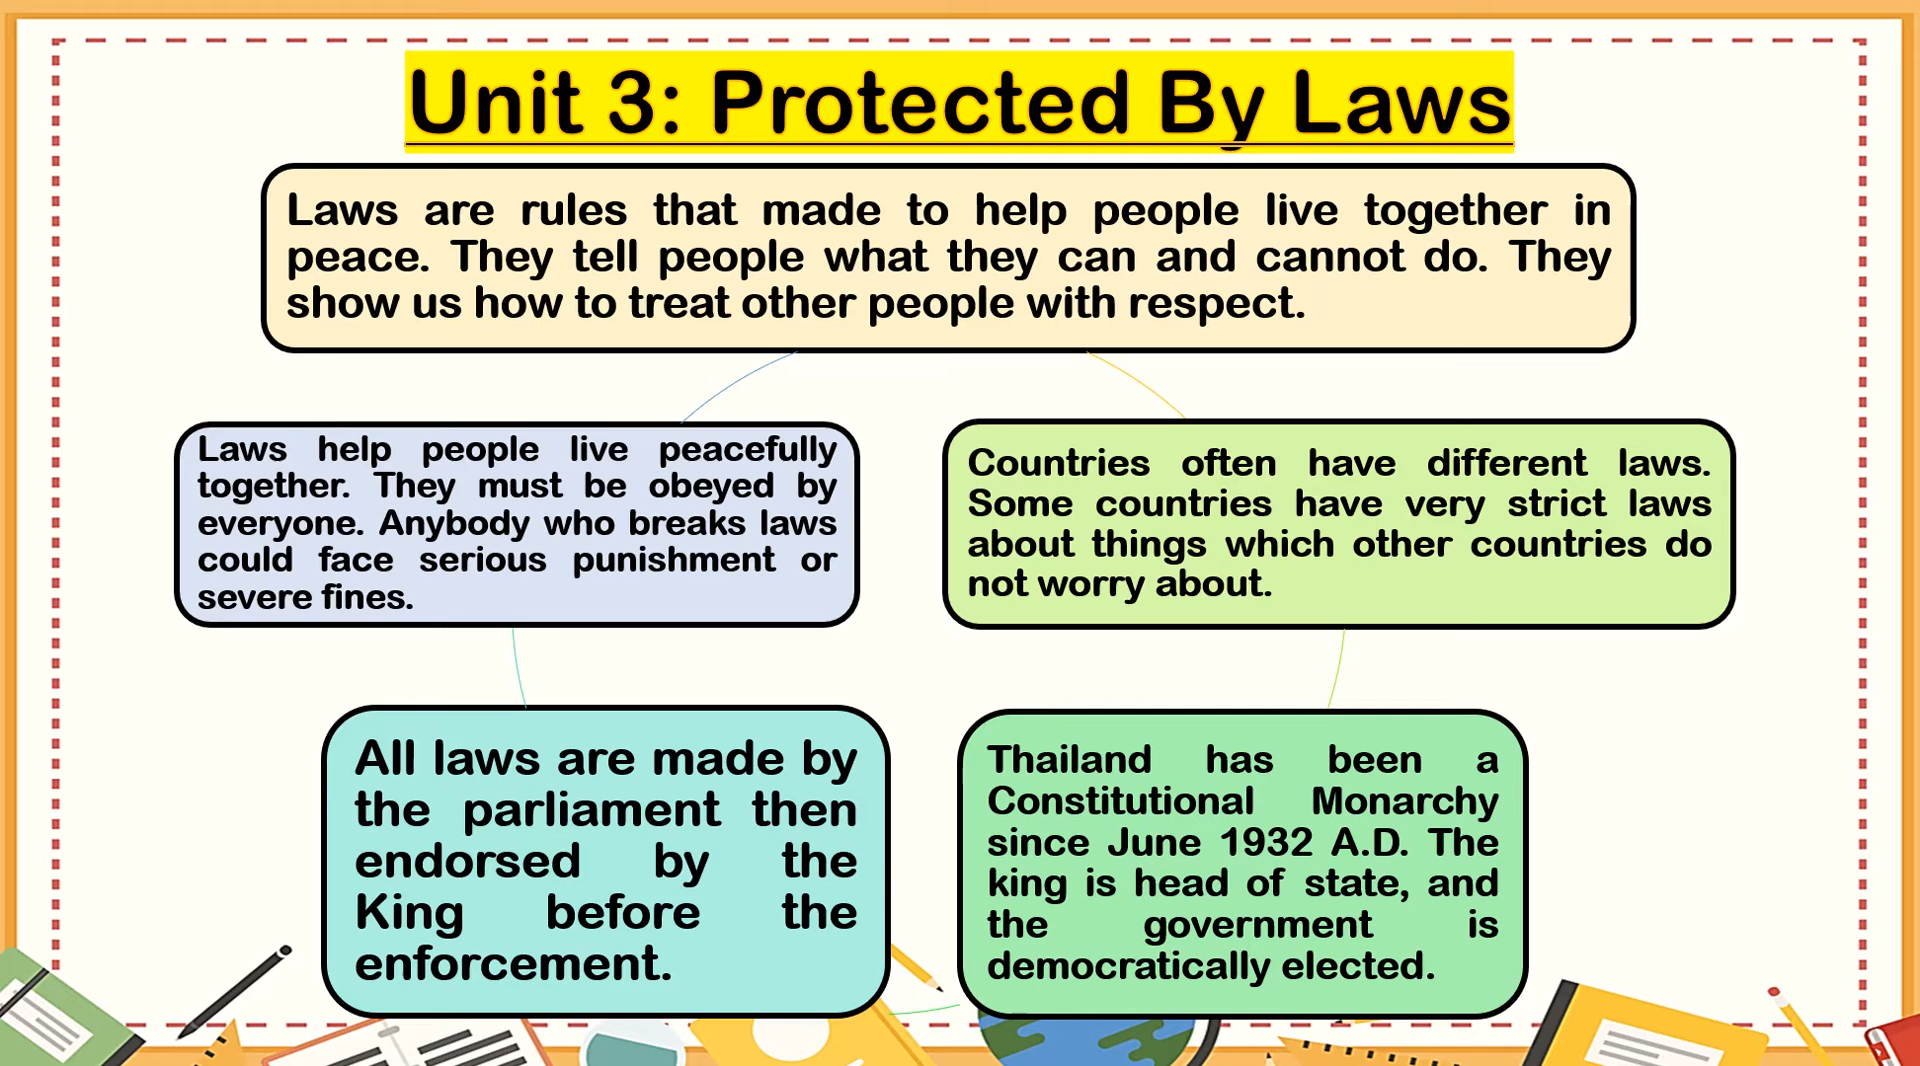 Unit 3: Protected By Laws
Laws are rules that made to help people live together in
peace. They tell people what they can and cannot do. They
show us how to treat other people with respect.
Laws help people live peacefully
together. They must be obeyed by
everyone. Anybody who breaks laws
could face serious punishment or
severe fines.
Countries often have different laws.
Some countries have very strict laws
about things which other countries do
not worry about.
All laws are made by
the parliament then
endorsed by the
King before the
enforcement.
Thailand has been a
Constitutional Monarchy
since June 1932 A.D. The
king is head of state, and
the government is
democratically elected.